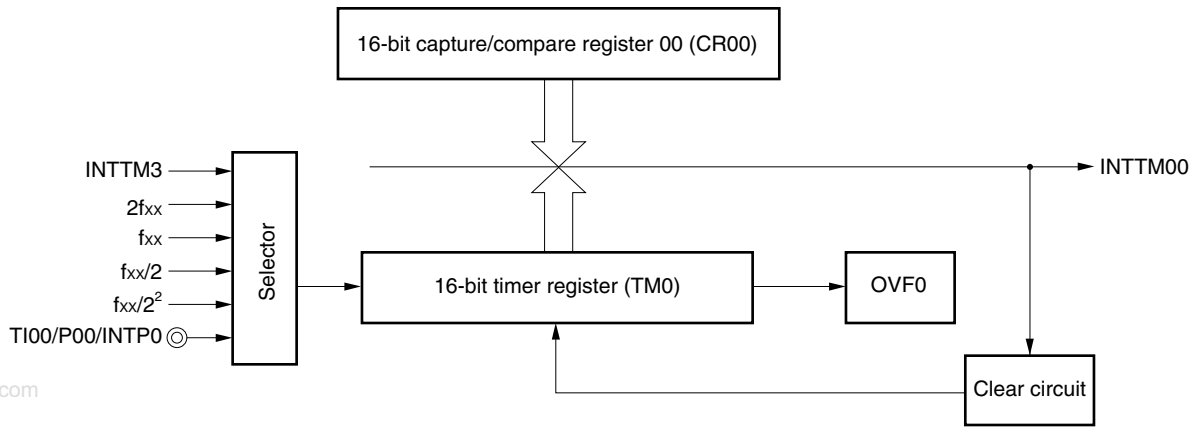 16-bit capture/compare register 00 (CR00)
INTTM3
2fxx
fxx
fxx/2
fxx/2²
TI00/P00/INTP0
Selector
INTTM00
16-bit timer register (TM0)
OVF0
Clear circuit
com